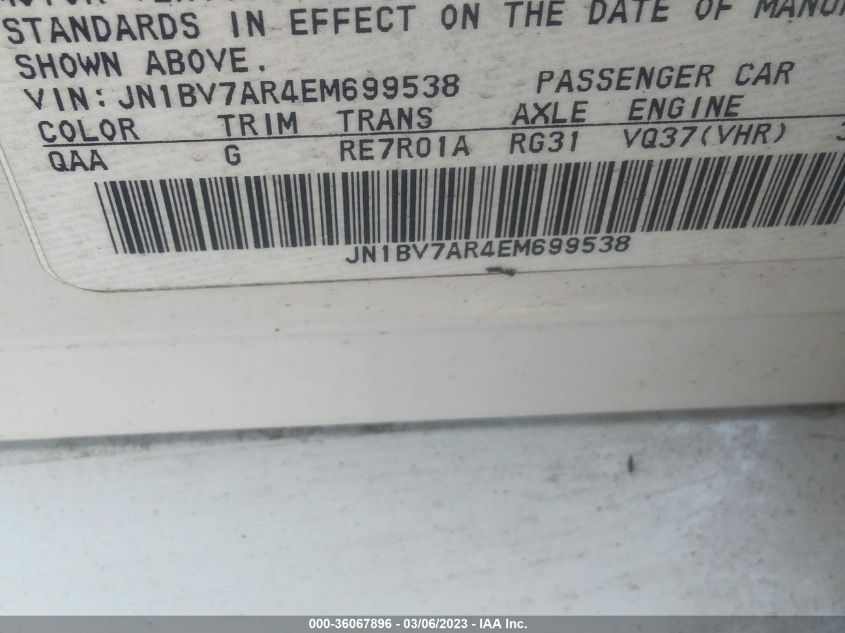 STANDARDS IN EFFECT ON THE DATE OF
SHOWN ABOVE.
VIN: JN1BV7AR4EM699538 PASSENGER CAR
COLOR TRIM TRANS AXLE ENGINE
QAA G RE7R01A RG31 VQ37(VHR)
JN1BV7AR4EM699538
000-36067896 | 03/06/2023 | IAA Inc.